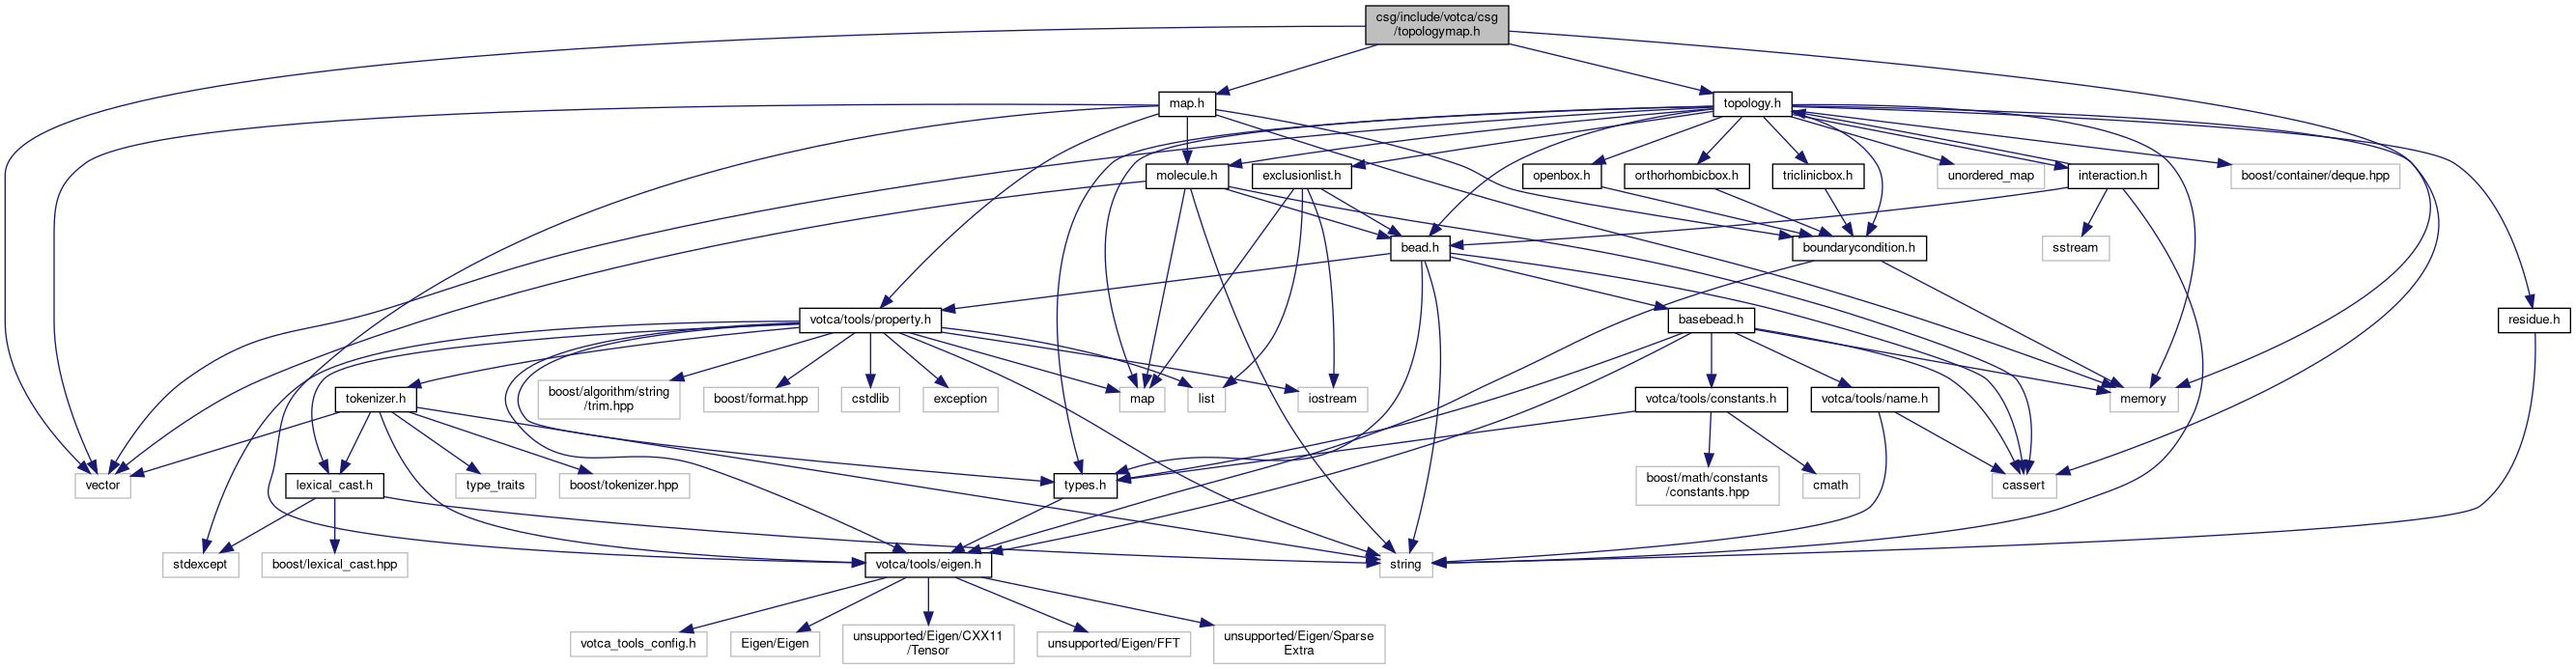 csg/include/votca/csg
/topologymap.h
map.h
topology.h
molecule.h
exclusionlist.h
openbox.h
orthorhombicbox.h
triclinicbox.h
unordered_map
interaction.h
boost/container/deque.hpp
bead.h
boundarycondition.h
sstream
votca/tools/property.h
basebead.h
residue.h
tokenizer.h
boost/algorithm/string
/trim.hpp
boost/format.hpp
cstdlib
exception
map
list
iostream
votca/tools/constants.h
votca/tools/name.h
memory
vector
lexical_cast.h
type_traits
boost/tokenizer.hpp
types.h
boost/math/constants
/constants.hpp
cmath
cassert
stdexcept
boost/lexical_cast.hpp
votca/tools/eigen.h
string
votca_tools_config.h
Eigen/Eigen
unsupported/Eigen/CXX11
/Tensor
unsupported/Eigen/FFT
unsupported/Eigen/Sparse
Extra